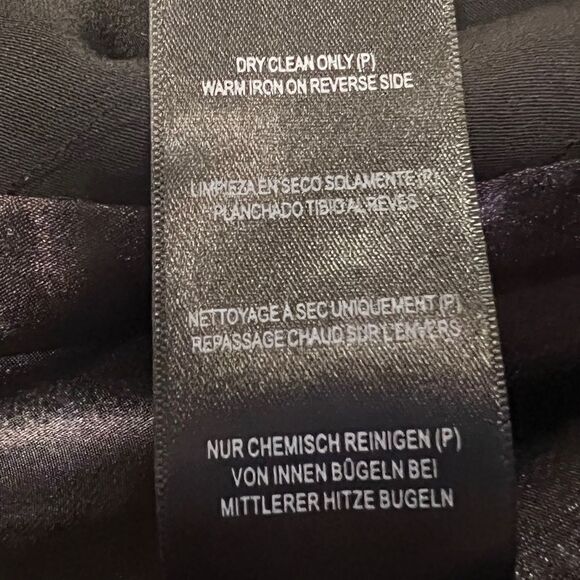 DRY CLEAN ONLY (P)
WARM IRON ON REVERSE SIDE
LIMPIEZA EN SECO SOLAMENTE (P)
PLANCHADO TIBIO AL REVES
NETTOYAGE À SEC UNIQUEMENT (P)
REPASSAGE CHAUD SUR L'ENVERS
NUR CHEMISCH REINIGEN (P)
VON INNEN BÜGELN BEI
MITTLERER HITZE BUGELN